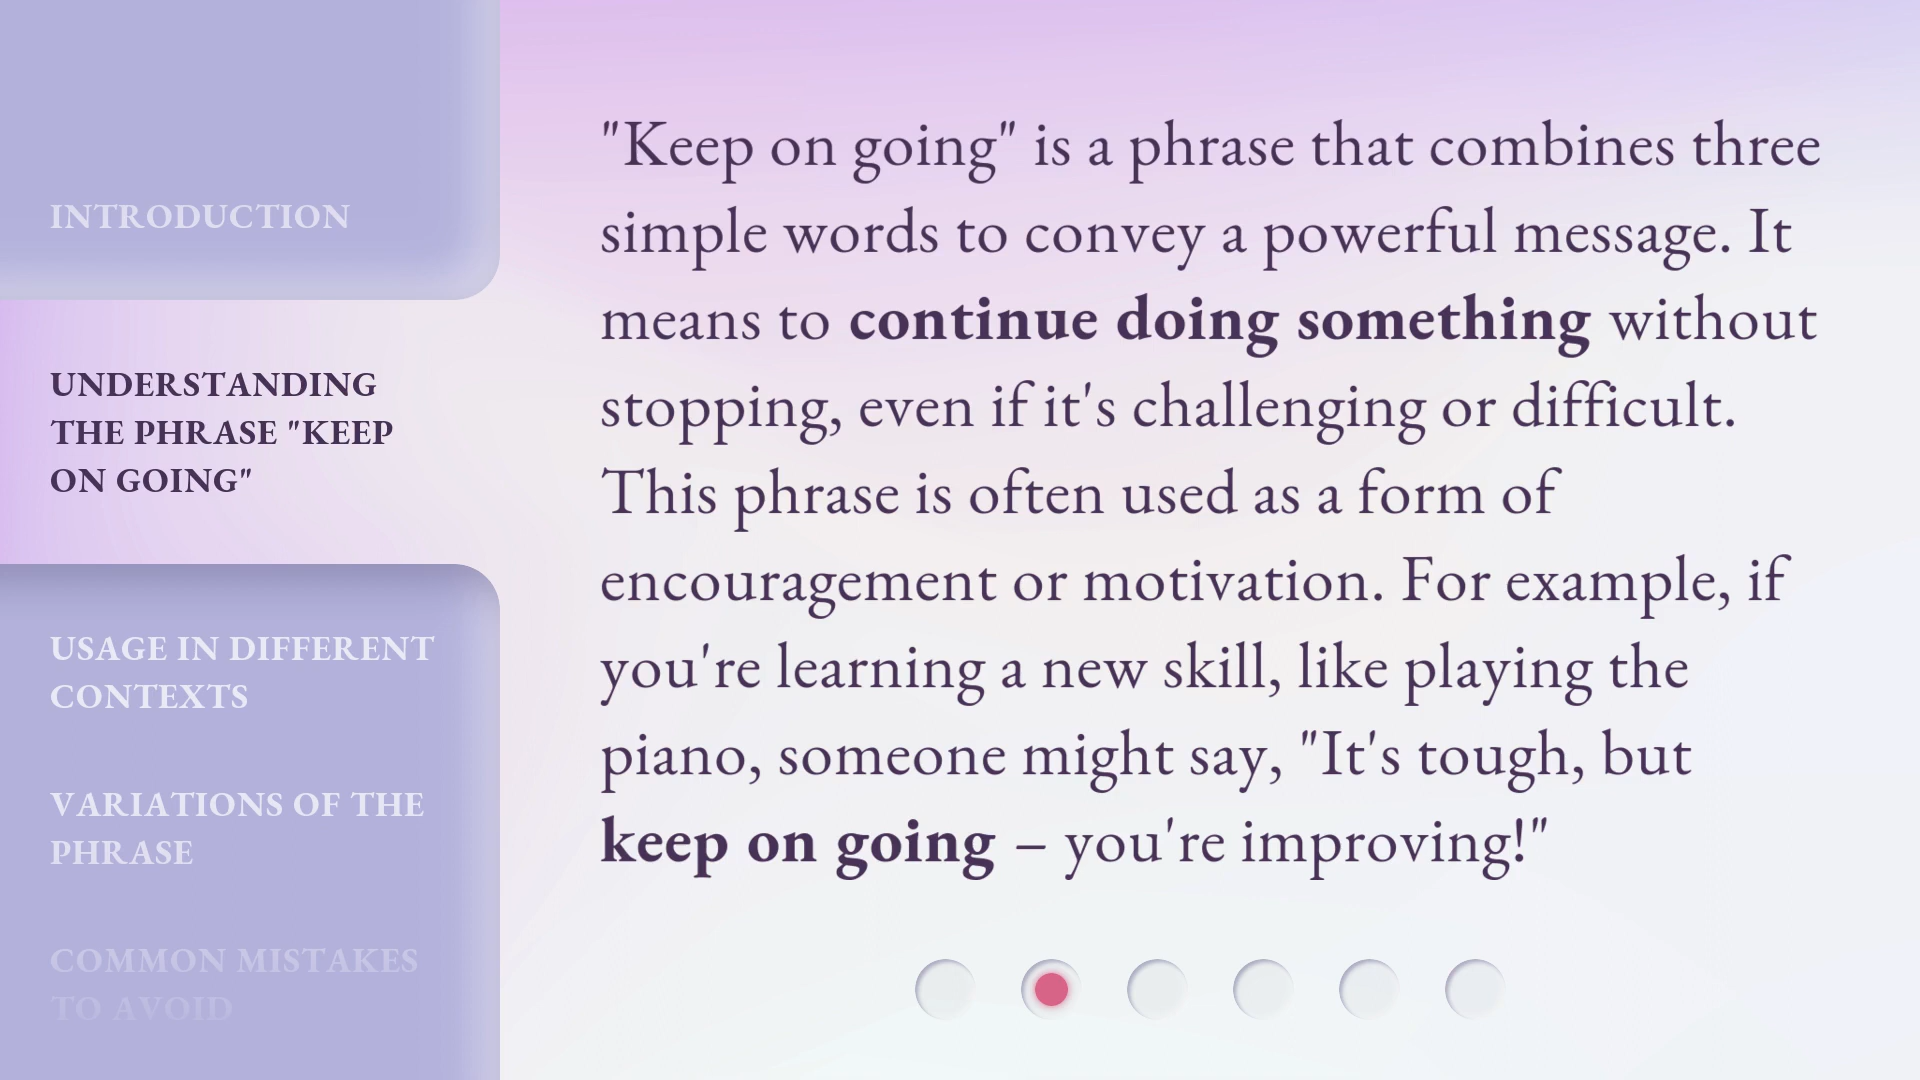 INTRODUCTION
UNDERSTANDING
THE PHRASE "KEEP
ON GOING"
USAGE IN DIFFERENT
CONTEXTS
VARIATIONS OF THE
PHRASE
COMMON MISTAKES
TO AVOID
"Keep on going" is a phrase that combines three
simple words to convey a powerful message. It
means to continue doing something without
stopping, even if it's challenging or difficult.
This phrase is often used as a form of
encouragement or motivation. For example, if
you're learning a new skill, like playing the
piano, someone might say, "It's tough, but
keep on going – you're improving!"